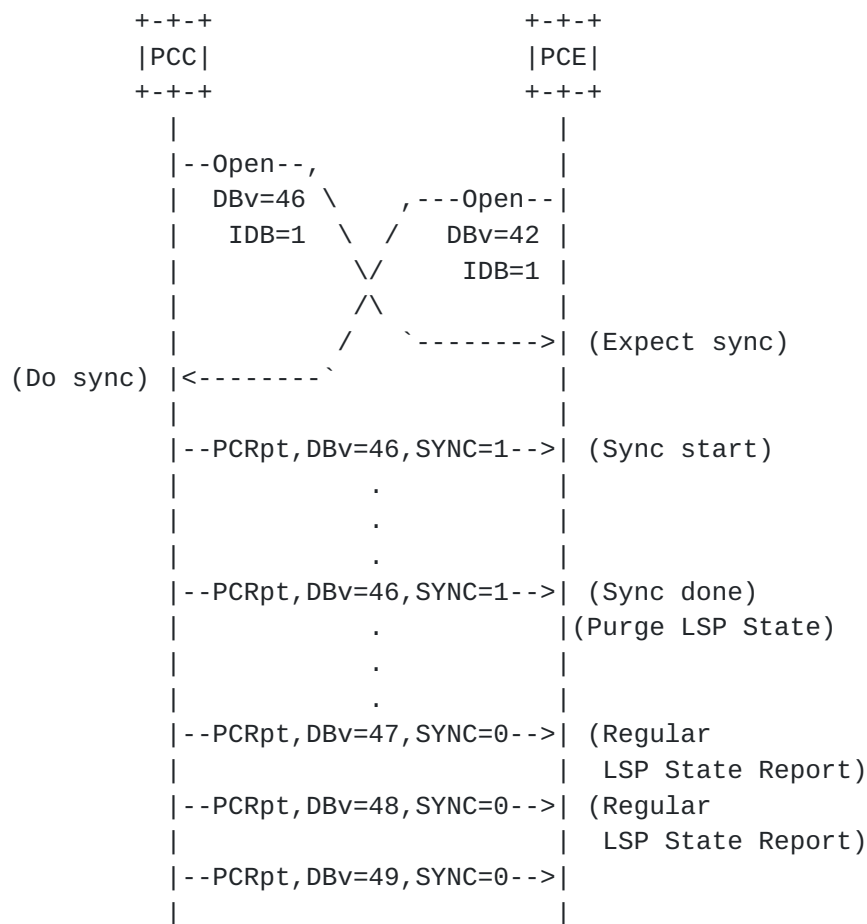 +-+-+                    +-+-+
|PCC|                    |PCE|
+-+-+                    +-+-+
  |                        |
  |--Open--,               |
  |  DBv=46 \    ,---Open--|
  |   IDB=1  \  /   DBv=42 |
  |           \/     IDB=1 |
  |           /\           |
  |          /   `-------->| (Expect sync)
(Do sync) |<--------`              |
  |                        |
  |--PCRpt,DBv=46,SYNC=1-->| (Sync start)
  |            .           |
  |            .           |
  |            .           |
  |--PCRpt,DBv=46,SYNC=1-->| (Sync done)
  |            .           |(Purge LSP State)
  |            .           |
  |            .           |
  |--PCRpt,DBv=47,SYNC=0-->| (Regular
  |                        |  LSP State Report)
  |--PCRpt,DBv=48,SYNC=0-->| (Regular
  |                        |  LSP State Report)
  |--PCRpt,DBv=49,SYNC=0-->|
  |                        |